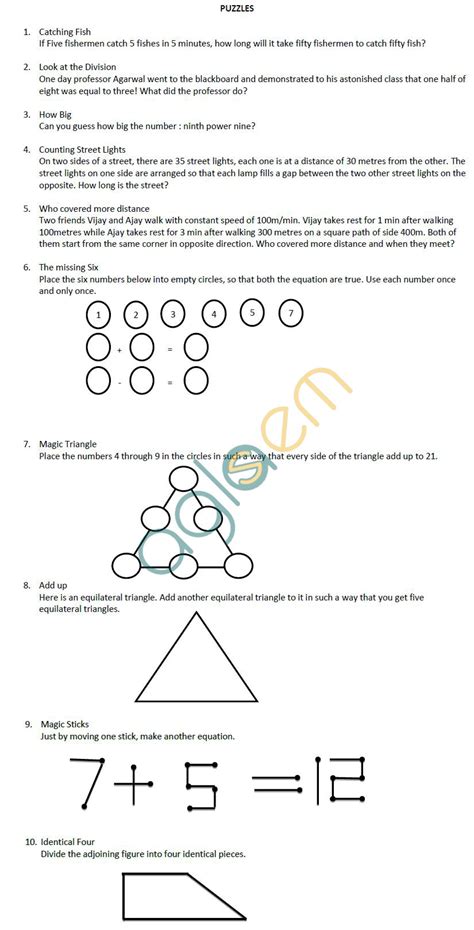 PUZZLES
1. Catching Fish
If Five fishermen catch 5 fishes in 5 minutes, how long will it take fifty fishermen to catch fifty fish?
2. Look at the Division
One day professor Agarwal went to the blackboard and demonstrated to his astonished class that one half of
eight was equal to three! What did the professor do?
3. How Big
Can you guess how big the number : ninth power nine?
4. Counting Street Lights
On two sides of a street, there are 35 street lights, each one is at a distance of 30 metres from the other. The
street lights on one side are arranged so that each lamp fills a gap between the two other street lights on the
opposite. How long is the street?
5. Who covered more distance
Two friends Vijay and Ajay walk with constant speed of 100m/min. Vijay takes rest for 1 min after walking
100metres while Ajay takes rest for 3 min after walking 300 metres on a square path of side 400m. Both of
them start from the same corner in opposite direction. Who covered more distance and when they meet?
6. The missing Six
Place the six numbers below into empty circles, so that both the equation are true. Use each number once
and only once.
1 2 3 4 5 7
+ =
- =
7. Magic Triangle
Place the numbers 4 through 9 in the circles in such a way that every side of the triangle add up to 21.
aglasem
8. Add up
Here is an equilateral triangle. Add another equilateral triangle to it in such a way that you get five
equilateral triangles.
9. Magic Sticks
Just by moving one stick, make another equation.
7 + 5 = 12
10. Identical Four
Divide the adjoining figure into four identical pieces.